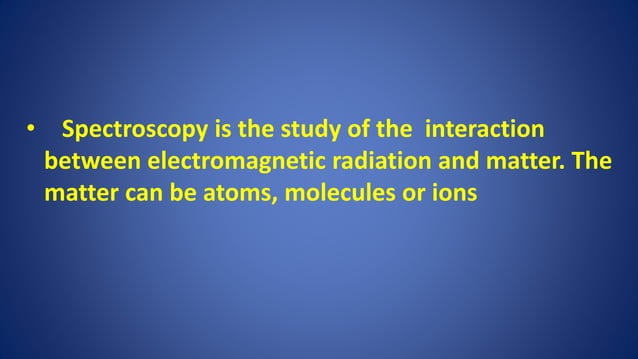 • Spectroscopy is the study of the  interaction
between electromagnetic radiation and matter. The
matter can be atoms, molecules or ions